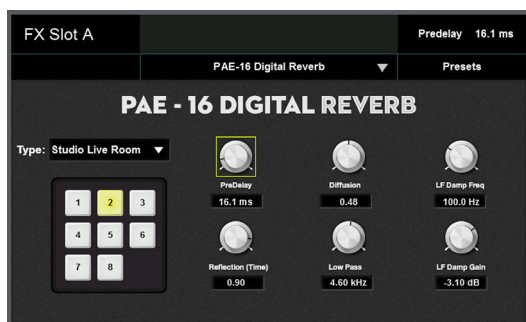 FX Slot A
Predelay 16.1 ms
PAE-16 Digital Reverb
Presets
PAE - 16 DIGITAL REVERB
Type: Studio Live Room
PreDelay
Diffusion
LF Damp Freq
16.1 ms
0.48
100.0 Hz
1 2 3
4 5 6
7 8
Reflection (Time)
Low Pass
LF Damp Gain
0.90
4.60 kHz
-3.10 dB